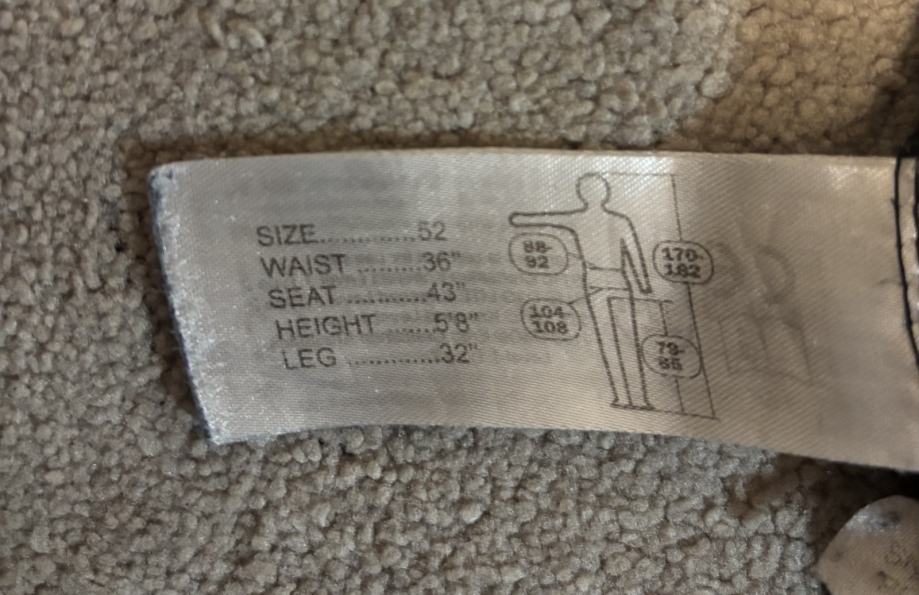 SIZE..............52
WAIST .........36"
SEAT ...........43"
HEIGHT .......5'8"
LEG .............32"
88-
92
170-
182
104
108
79-
85